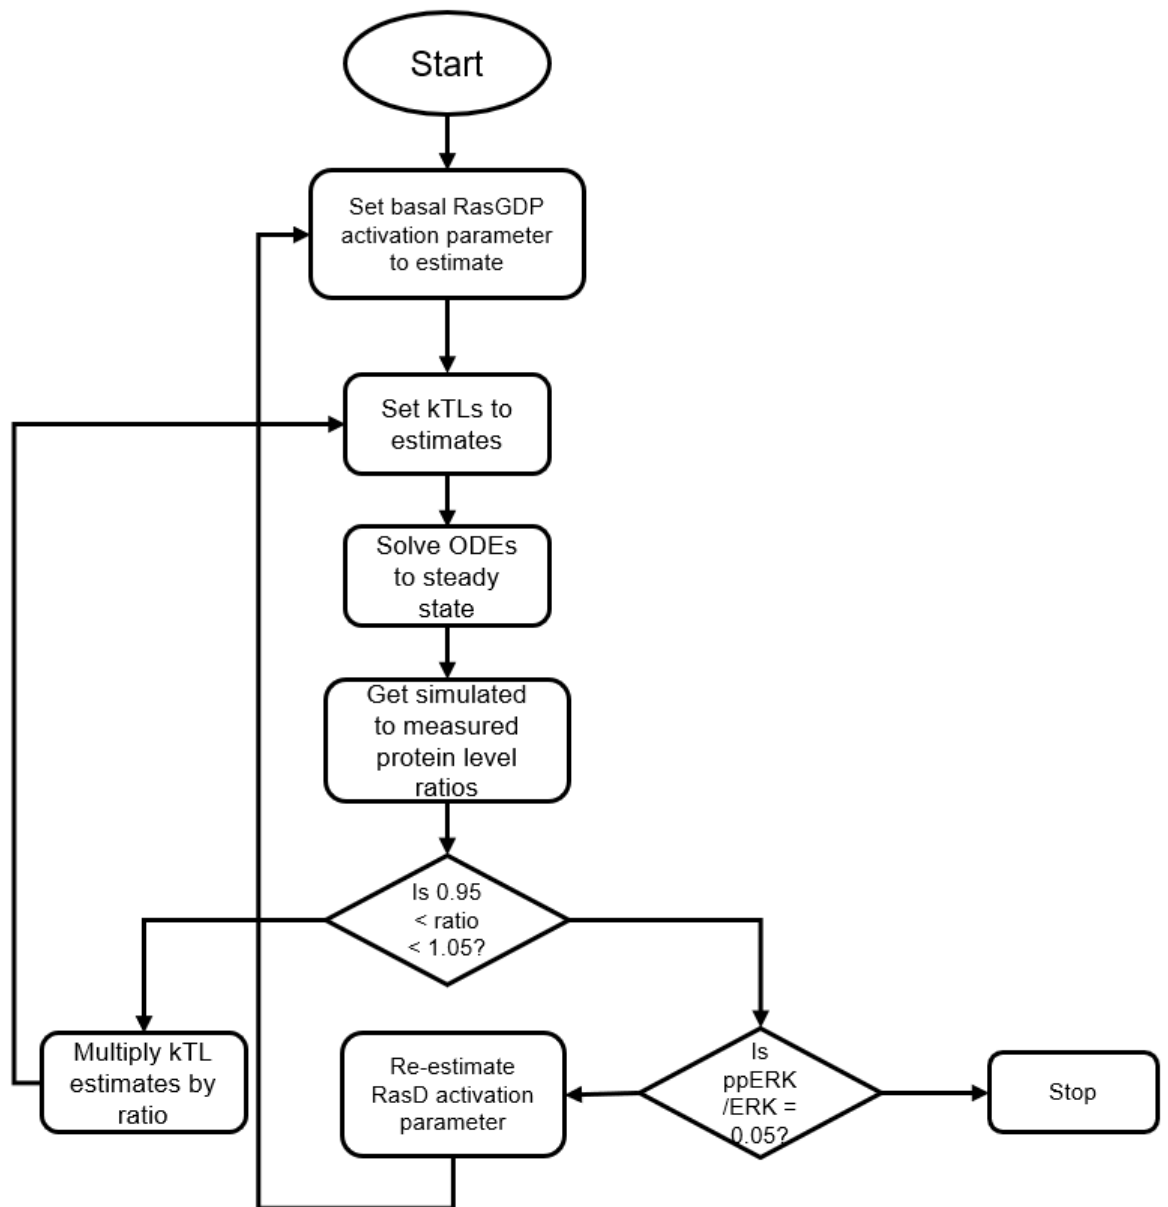 Start
Set basal RasGDP
activation parameter
to estimate
Set kTLs to
estimates
Solve ODEs
to steady
state
Get simulated
to measured
protein level
ratios
Is 0.95
< ratio
< 1.05?
Multiply kTL
estimates by
ratio
Re-estimate
RasD activation
parameter
Is
ppERK
/ERK =
0.05?
Stop